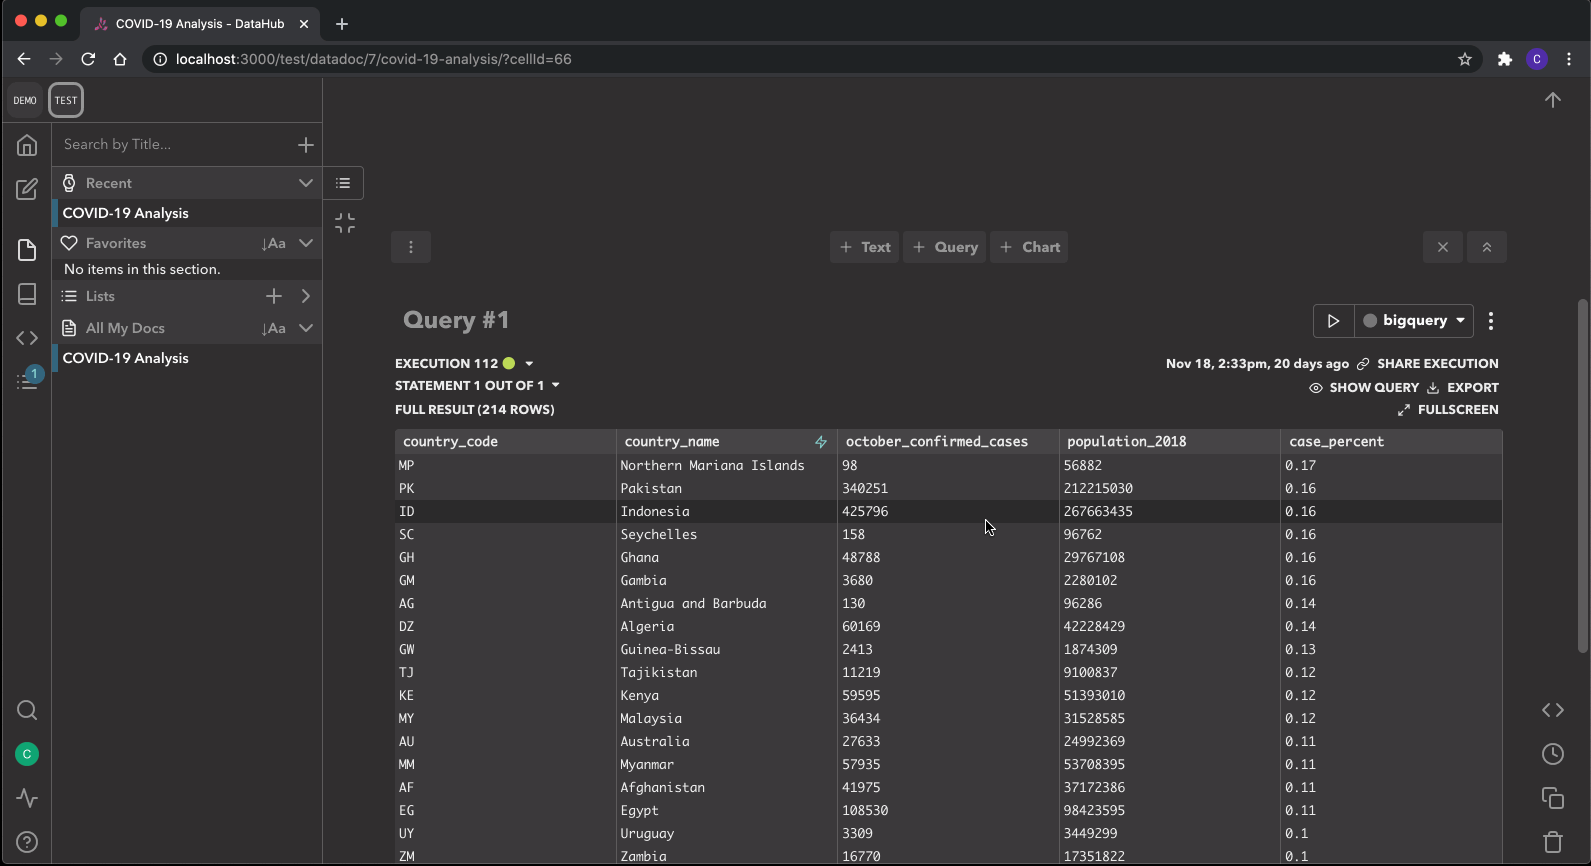 COVID-19 Analysis - DataHub
localhost:3000/test/datadoc/7/covid-19-analysis/?cellId=66
C
DEMO
TEST
Search by Title...
Recent
COVID-19 Analysis
Favorites
Aa
No items in this section.
Lists
All My Docs
Aa
COVID-19 Analysis
1
C
+ Text
+ Query
+ Chart
Query #1
bigquery
EXECUTION 112
Nov 18, 2:33pm, 20 days ago SHARE EXECUTION
STATEMENT 1 OUT OF 1
SHOW QUERY EXPORT
FULL RESULT (214 ROWS)
FULLSCREEN
country_code country_name october_confirmed_cases population_2018 case_percent
MP Northern Mariana Islands 98 56882 0.17
PK Pakistan 340251 212215030 0.16
ID Indonesia 425796 267663435 0.16
SC Seychelles 158 96762 0.16
GH Ghana 48788 29767108 0.16
GM Gambia 3680 2280102 0.16
AG Antigua and Barbuda 130 96286 0.14
DZ Algeria 60169 42228429 0.14
GW Guinea-Bissau 2413 1874309 0.13
TJ Tajikistan 11219 9100837 0.12
KE Kenya 59595 51393010 0.12
MY Malaysia 36434 31528585 0.12
AU Australia 27633 24992369 0.11
MM Myanmar 57935 53708395 0.11
AF Afghanistan 41975 37172386 0.11
EG Egypt 108530 98423595 0.11
UY Uruguay 3309 3449299 0.1
ZM Zambia 16770 17351822 0.1